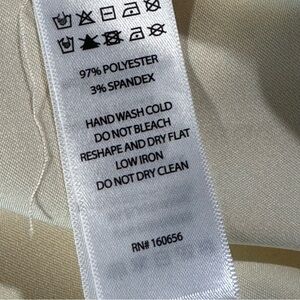 97% POLYESTER
3% SPANDEX
HAND WASH COLD
DO NOT BLEACH
RESHAPE AND DRY FLAT
LOW IRON
DO NOT DRY CLEAN
RN# 160656